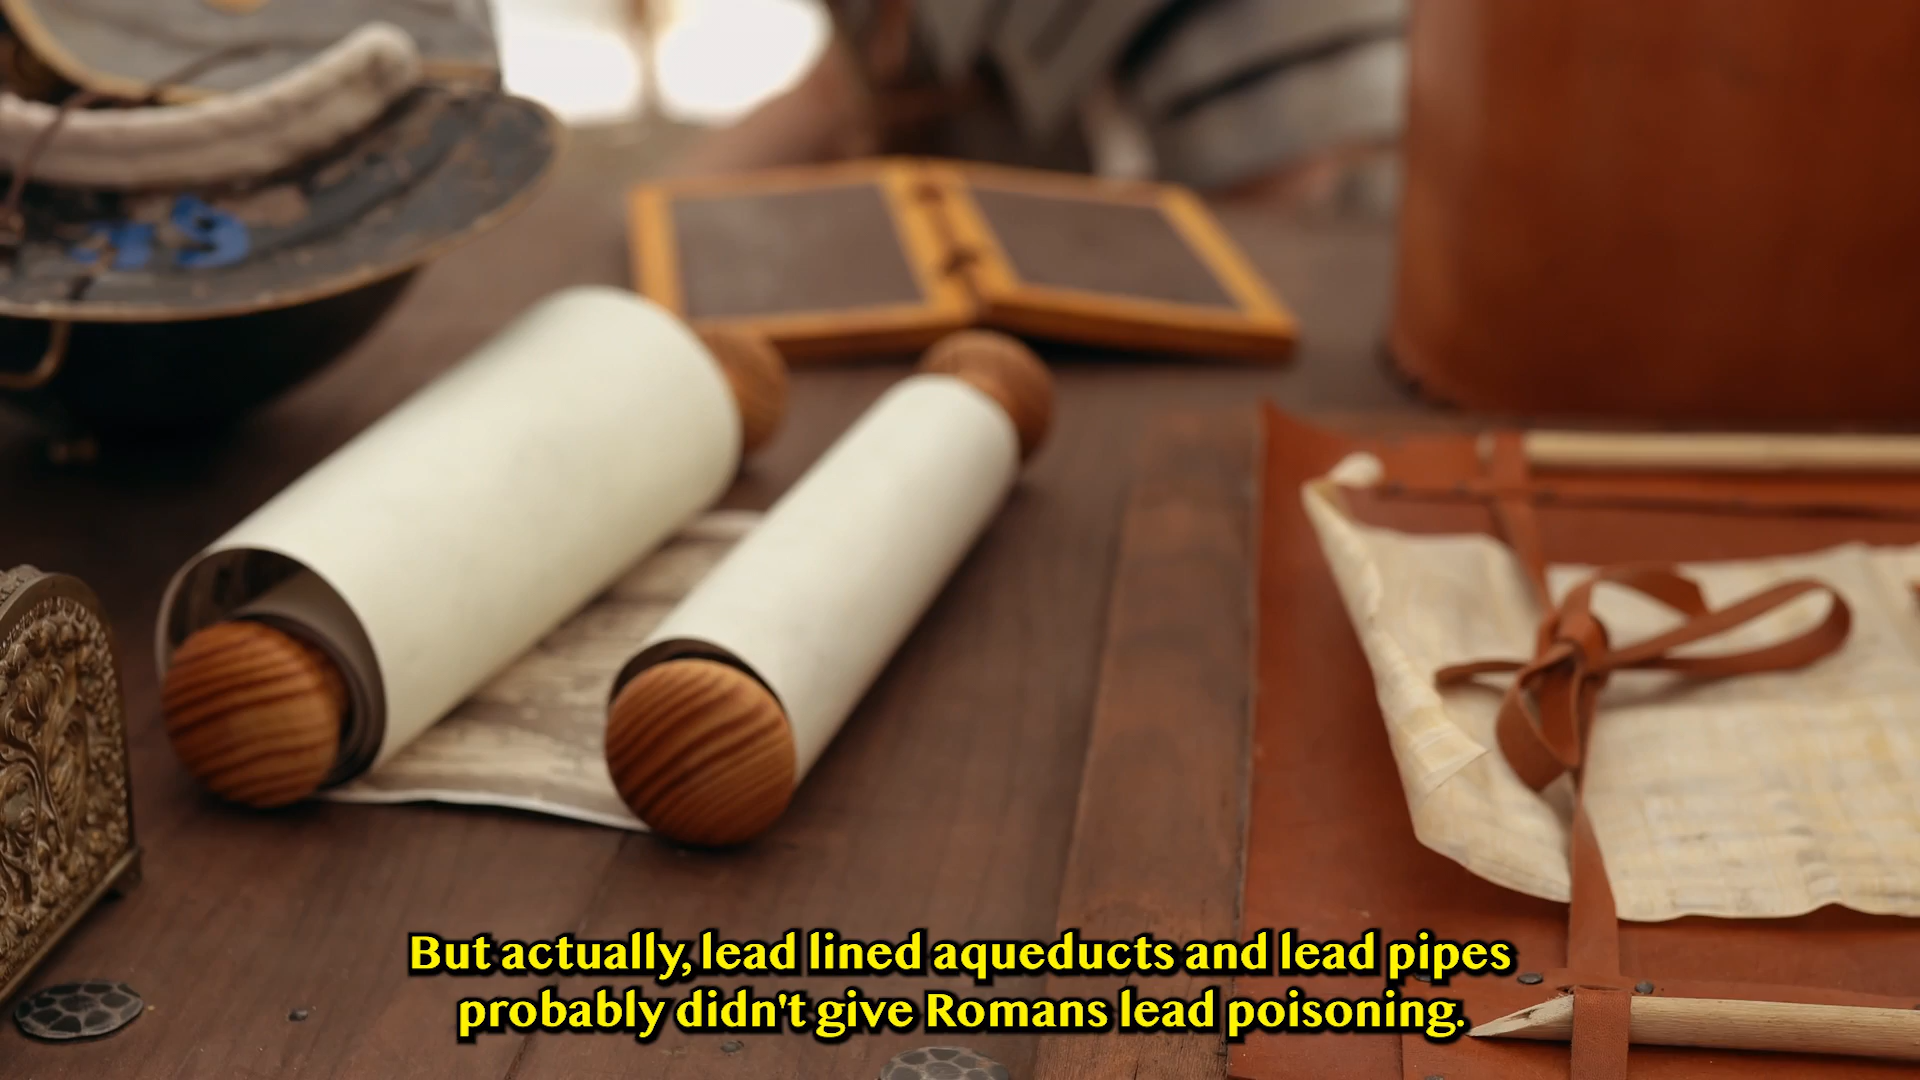 But actually, lead lined aqueducts and lead pipes
probably didn't give Romans lead poisoning.